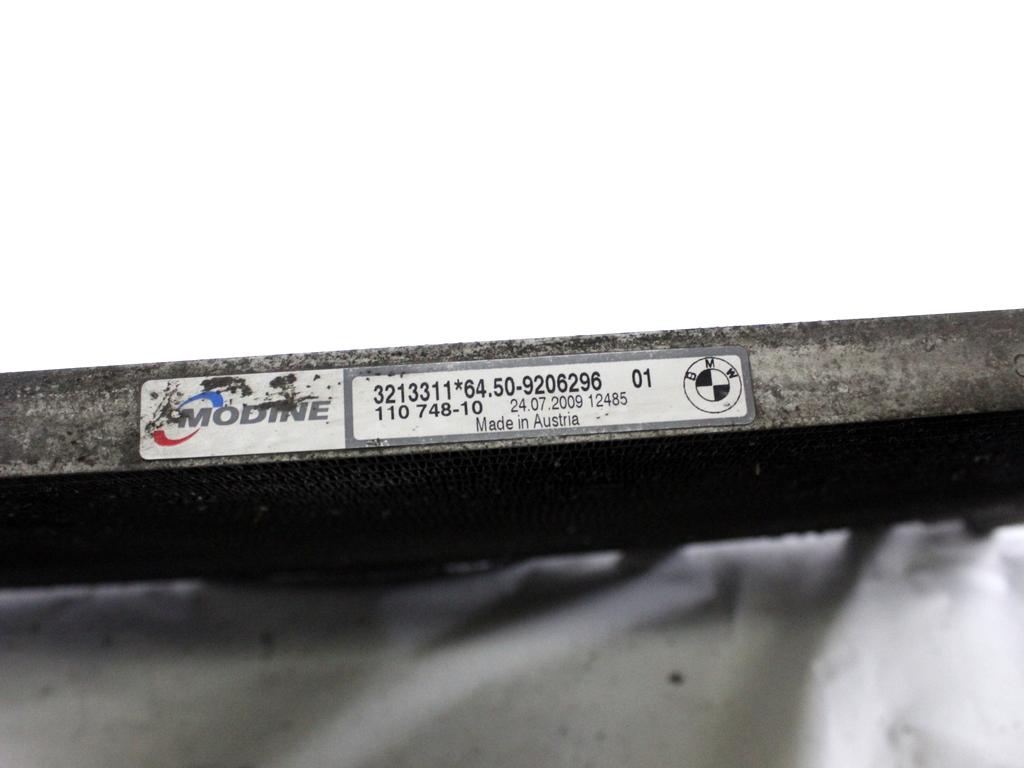 MODINE
3213311*64.50-9206296 01
110 748-10 24.07.2009 12485
Made in Austria
BMW